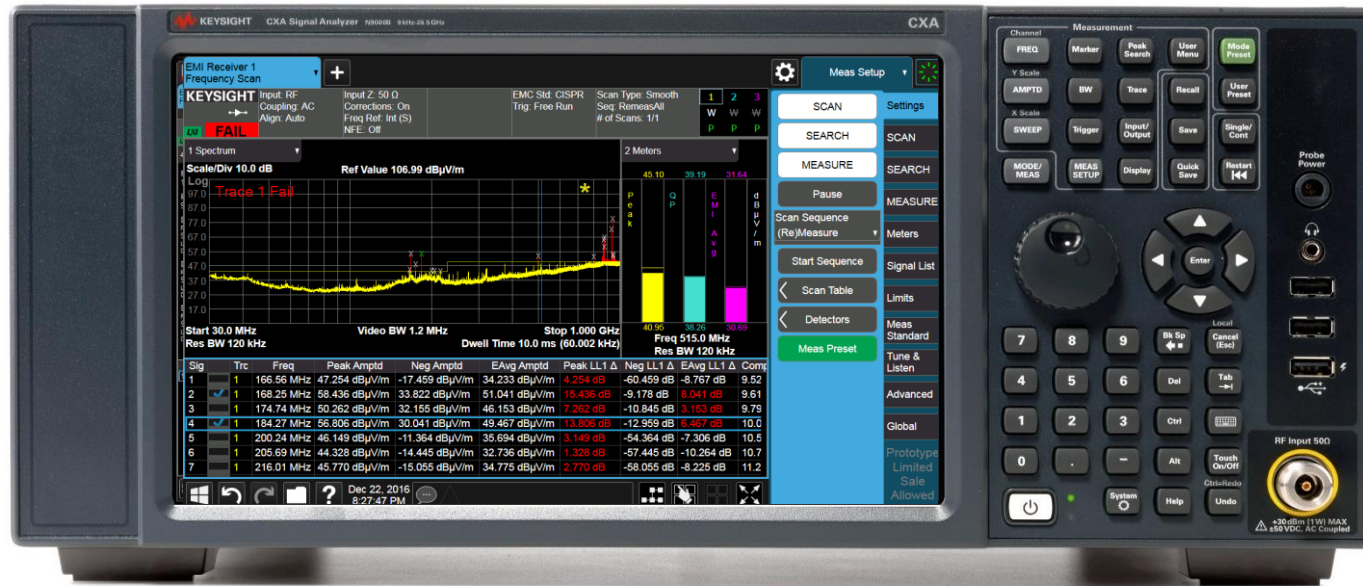 KEYSIGHT CXA Signal Analyzer N9000B 9kHz-26.5GHz CXA
EMI Receiver 1
Frequency Scan
+
Meas Setup
KEYSIGHT
Input: RF
Coupling: AC
Align: Auto
Input Z: 50 Ω
Corrections: On
Freq Ref: Int (S)
NFE: Off
EMC Std: CISPR
Trig: Free Run
Scan Type: Smooth
Seq: RemeasAll
# of Scans: 1/1
1 2 3
W W W
P P P
LXI FAIL
1 Spectrum
Scale/Div 10.0 dB
Ref Value 106.99 dBµV/m
Log
Trace 1 Fail
97.0
87.0
77.0
67.0
57.0
47.0
37.0
27.0
17.0
Start 30.0 MHz
Res BW 120 kHz
Video BW 1.2 MHz
Stop 1.000 GHz
Dwell Time 10.0 ms (60.002 kHz)
2 Meters
45.10 39.19 31.64
Peak
QP
EMI Avg
dBµV/m
40.95 38.26 30.69
Freq 515.0 MHz
Res BW 120 kHz
Sig Trc Freq Peak Amptd Neg Amptd EAvg Amptd Peak LL1 Δ Neg LL1 Δ EAvg LL1 Δ Comp
1 1 166.56 MHz 47.254 dBµV/m -17.459 dBµV/m 34.233 dBµV/m 4.254 dB -60.459 dB -8.767 dB 9.52
2 1 168.25 MHz 58.436 dBµV/m 33.822 dBµV/m 51.041 dBµV/m 15.436 dB -9.178 dB 8.041 dB 9.61
3 1 174.74 MHz 50.262 dBµV/m 32.155 dBµV/m 46.153 dBµV/m 7.262 dB -10.845 dB 3.153 dB 9.79
4 1 184.27 MHz 56.806 dBµV/m 30.041 dBµV/m 49.467 dBµV/m 13.806 dB -12.959 dB 6.467 dB 10.0
5 1 200.24 MHz 46.149 dBµV/m -11.364 dBµV/m 35.694 dBµV/m 3.149 dB -54.364 dB -7.306 dB 10.5
6 1 205.69 MHz 44.328 dBµV/m -14.445 dBµV/m 32.736 dBµV/m 1.328 dB -57.445 dB -10.264 dB 10.7
7 1 216.01 MHz 45.770 dBµV/m -15.055 dBµV/m 34.775 dBµV/m 2.770 dB -58.055 dB -8.225 dB 11.2
?
Dec 22, 2016
8:27:47 PM
SCAN
SEARCH
MEASURE
Pause
Scan Sequence
(Re)Measure
Start Sequence
Scan Table
Detectors
Meas Preset
Settings
SCAN
SEARCH
MEASURE
Meters
Signal List
Limits
Meas
Standard
Tune &
Listen
Advanced
Global
Prototype
Limited
Sale
Allowed
Channel
Measurement
FREQ
Marker
Peak
Search
User
Menu
Mode
Preset
Y Scale
AMPTD
BW
Trace
Recall
User
Preset
X Scale
SWEEP
Trigger
Input/
Output
Save
Single/
Cont
MODE/
MEAS
MEAS
SETUP
Display
Quick
Save
Restart
Enter
Local
7 8 9
Bk Sp
Cancel
(Esc)
4 5 6 Del Tab
1 2 3 Ctrl
0 . − Alt
Touch
On/Off
Ctrl=Redo
System
Help
Undo
Probe
Power
RF Input 50Ω
+30dBm (1W) MAX
±50 VDC, AC Coupled